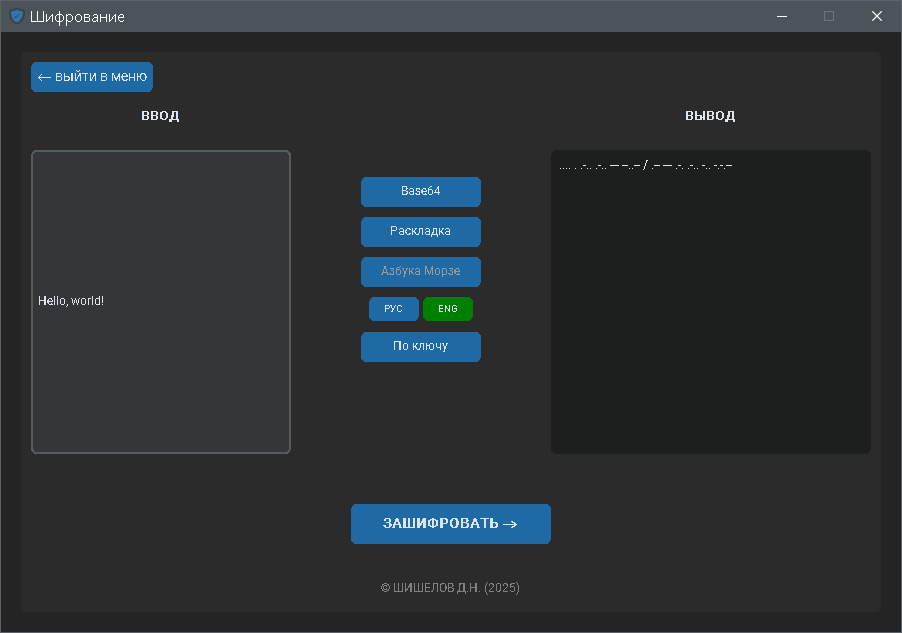 Шифрование
← выйти в меню
ВВОД
ВЫВОД
Hello, world!
Base64
Раскладка
Азбука Морзе
РУС ENG
По ключу
.... . .-.. .-.. --- --..-- / .-- --- .-. .-.. -.. -.-.--
ЗАШИФРОВАТЬ →
© ШИШЕЛОВ Д.Н. (2025)